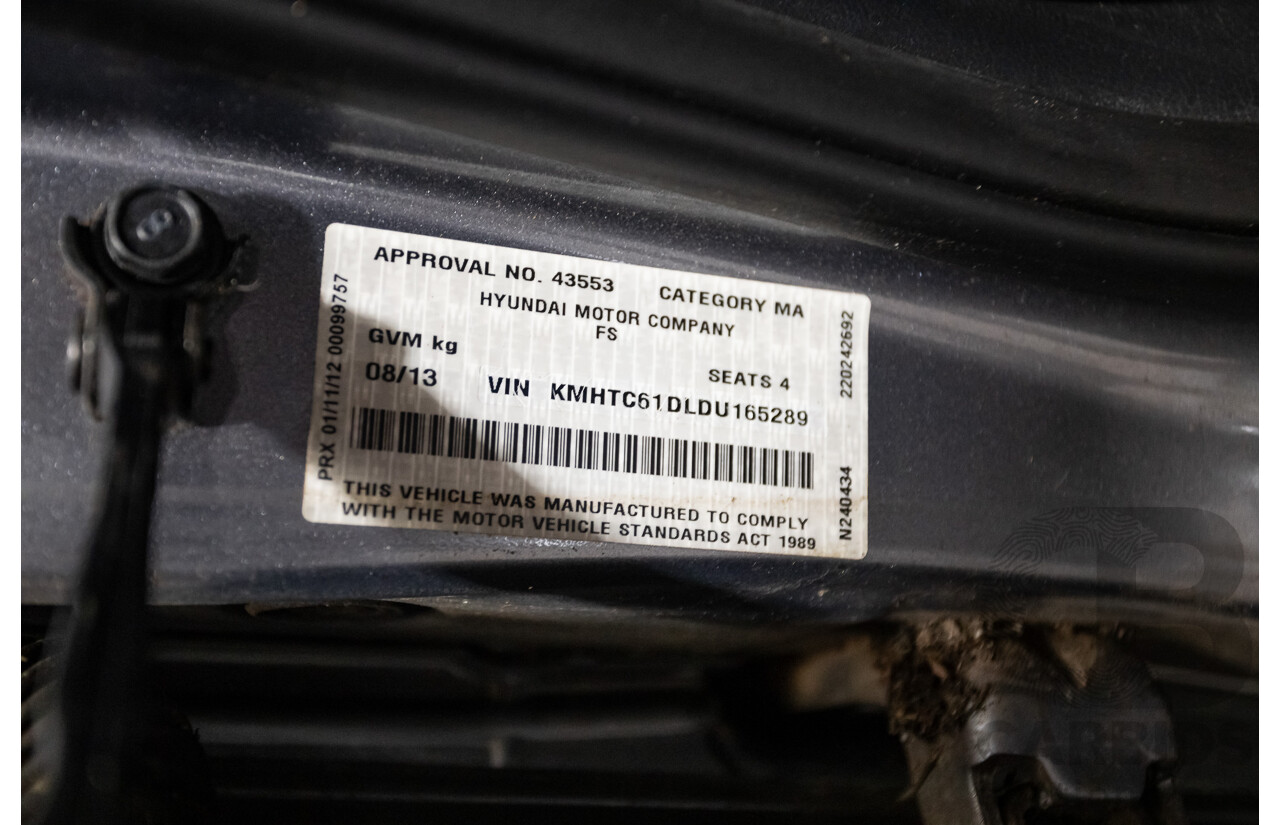 APPROVAL NO. 43553 CATEGORY MA
HYUNDAI MOTOR COMPANY
FS
GVM kg
SEATS 4
08/13 VIN KMHTC61DLDU165289
THIS VEHICLE WAS MANUFACTURED TO COMPLY
WITH THE MOTOR VEHICLE STANDARDS ACT 1989
PRX 01/11/12 00099757
220242692
N240434
CARBIDS